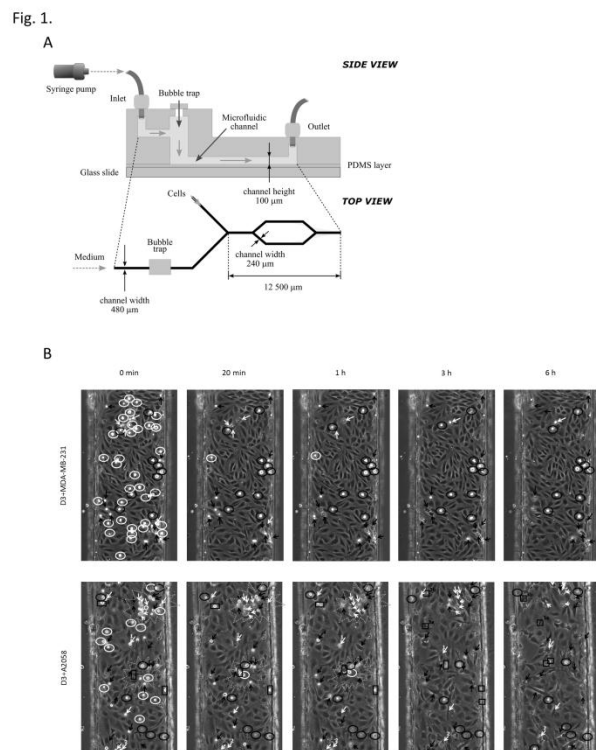 Fig. 1.
A
SIDE VIEW
Syringe pump
Inlet
Bubble trap
Microfluidic
channel
Outlet
Glass slide
PDMS layer
channel height
100 µm
TOP VIEW
Cells
Bubble
trap
Medium
channel width
240 µm
channel width
480 µm
12 500 µm
B
0 min 20 min 1 h 3 h 6 h
D3+MDA-MB-231
D3+A2058